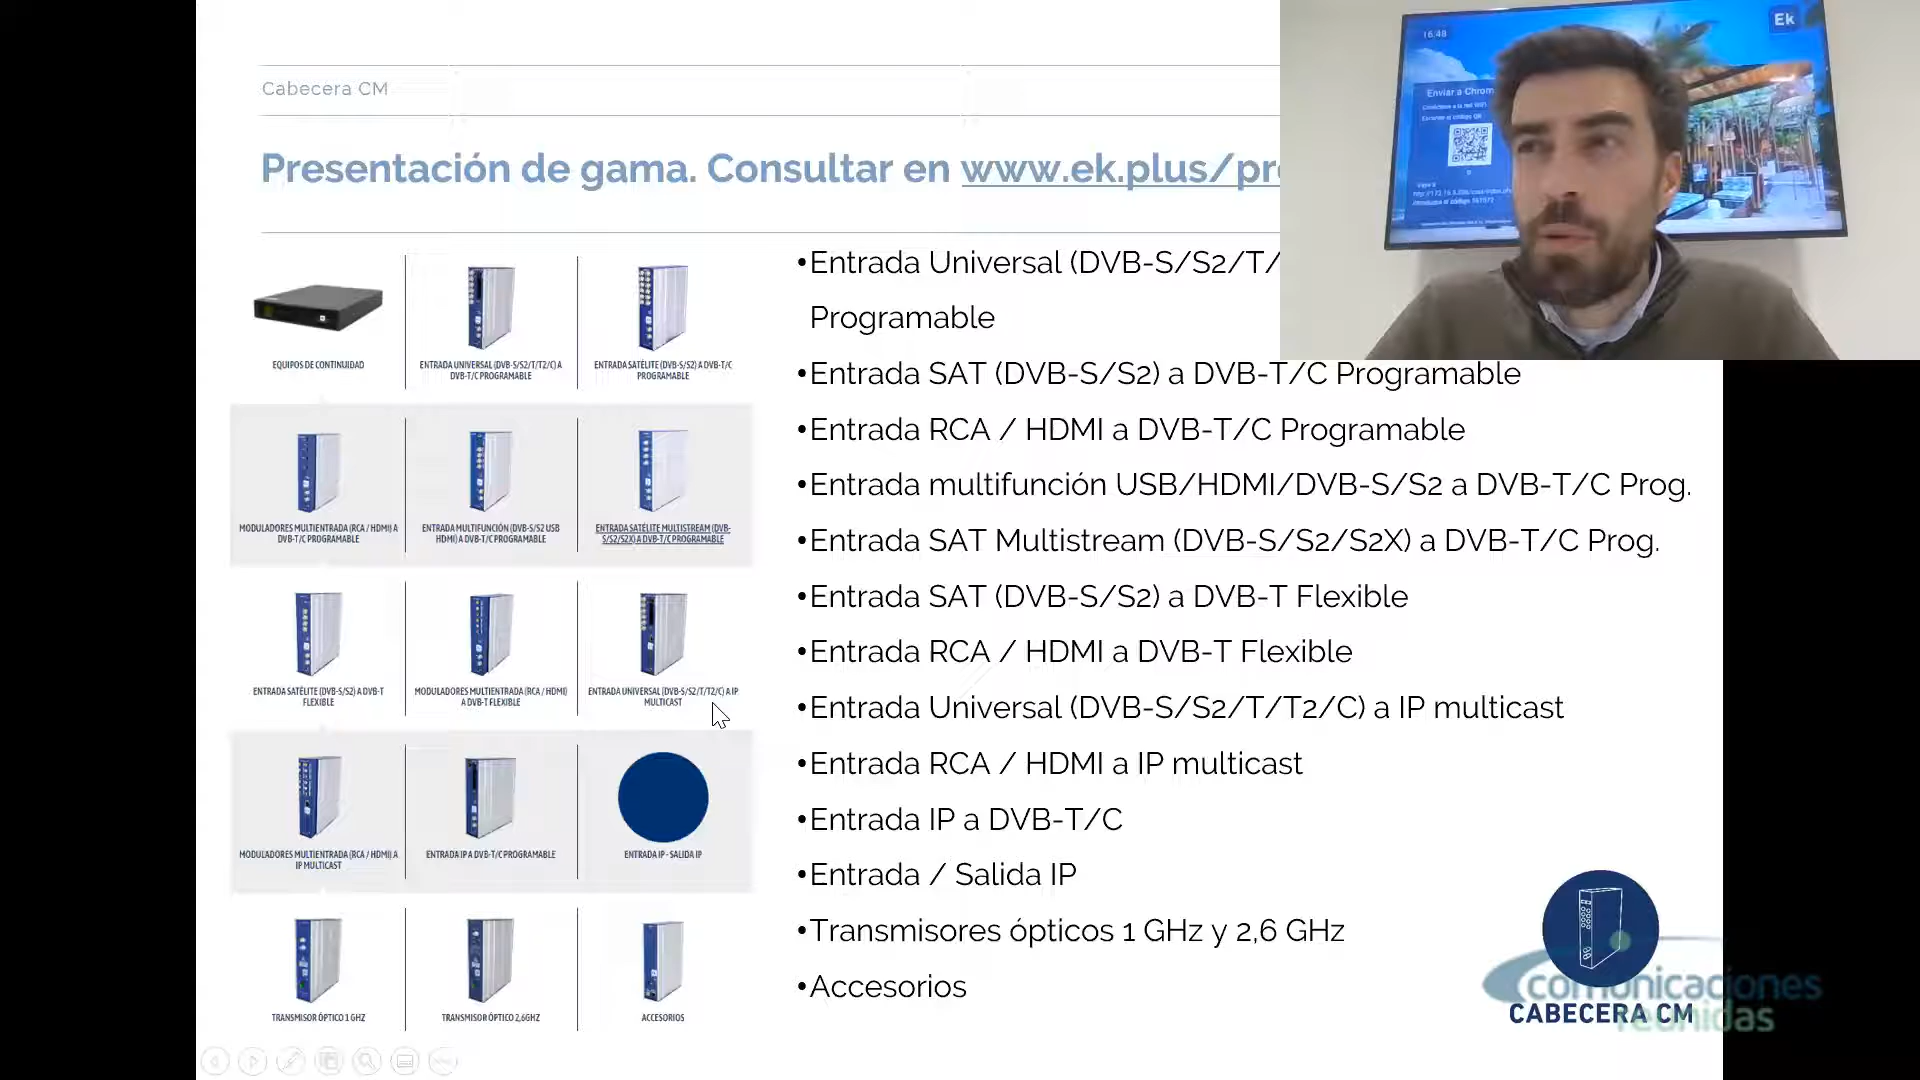 Cabecera CM
Presentación de gama. Consultar en www.ek.plus/pr
•Entrada Universal (DVB-S/S2/T/
Programable
•Entrada SAT (DVB-S/S2) a DVB-T/C Programable
•Entrada RCA / HDMI a DVB-T/C Programable
•Entrada multifunción USB/HDMI/DVB-S/S2 a DVB-T/C Prog.
•Entrada SAT Multistream (DVB-S/S2/S2X) a DVB-T/C Prog.
•Entrada SAT (DVB-S/S2) a DVB-T Flexible
•Entrada RCA / HDMI a DVB-T Flexible
•Entrada Universal (DVB-S/S2/T/T2/C) a IP multicast
•Entrada RCA / HDMI a IP multicast
•Entrada IP a DVB-T/C
•Entrada / Salida IP
•Transmisores ópticos 1 GHz y 2,6 GHz
•Accesorios
EQUIPOS DE CONTINUIDAD
ENTRADA UNIVERSAL (DVB-S/S2/T/T2/C) A
DVB-T/C PROGRAMABLE
ENTRADA SATÉLITE (DVB-S/S2) A DVB-T/C
PROGRAMABLE
MODULADORES MULTIENTRADA (RCA / HDMI) A
DVB-T/C PROGRAMABLE
ENTRADA MULTIFUNCIÓN (DVB-S/S2 USB
HDMI) A DVB-T/C PROGRAMABLE
ENTRADA SATÉLITE MULTISTREAM (DVB-
S/S2/S2X) A DVB-T/C PROGRAMABLE
ENTRADA SATÉLITE (DVB-S/S2) A DVB-T
FLEXIBLE
MODULADORES MULTIENTRADA (RCA / HDMI)
A DVB-T FLEXIBLE
ENTRADA UNIVERSAL (DVB-S/S2/T/T2/C) A IP
MULTICAST
MODULADORES MULTIENTRADA (RCA / HDMI) A
IP MULTICAST
ENTRADA IP A DVB-T/C PROGRAMABLE
ENTRADA IP - SALIDA IP
TRANSMISOR ÓPTICO 1 GHZ
TRANSMISOR ÓPTICO 2,6GHZ
ACCESORIOS
CABECERA CM
comunicaciones
reunidas
16:48
Ek
Enviar a Chrom